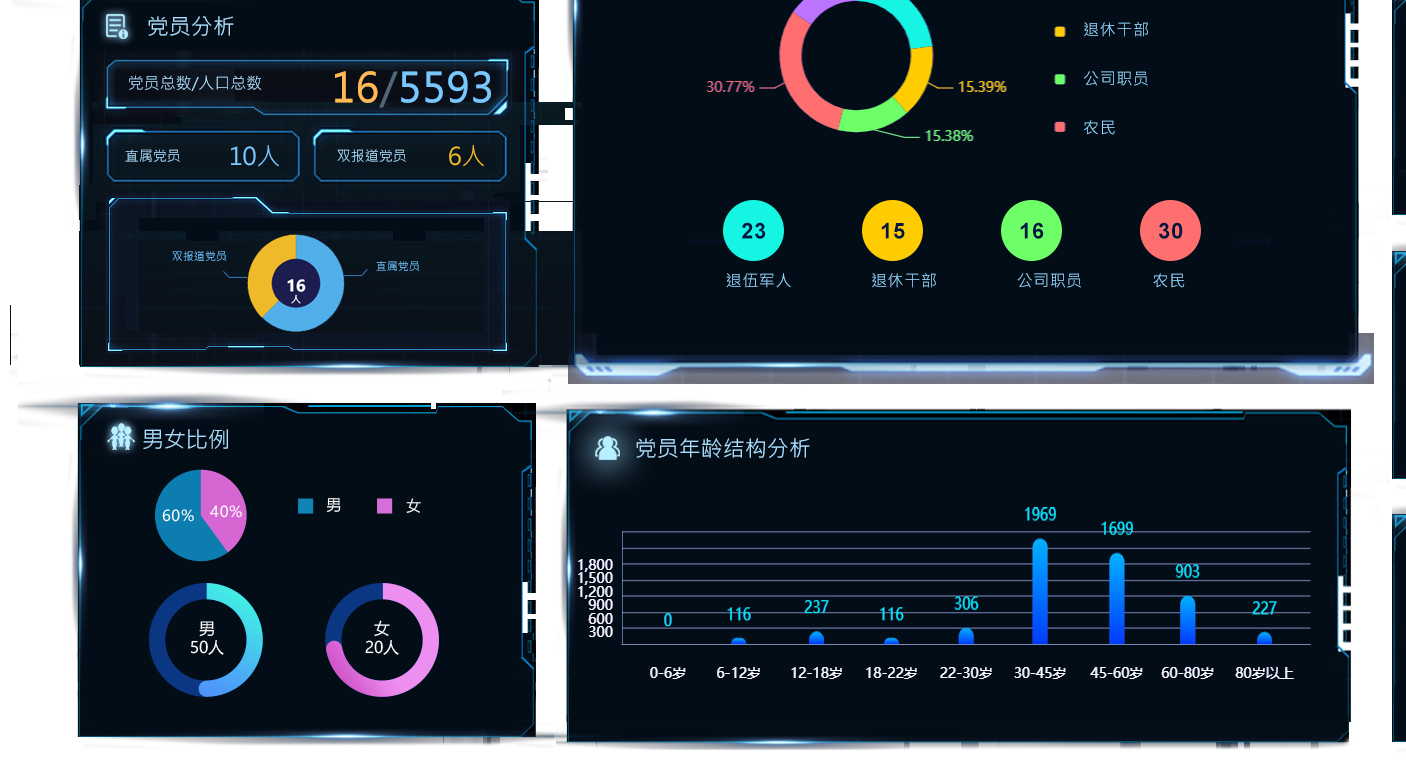 党员分析
党员总数/人口总数
16/5593
直属党员
10人
双报道党员
6人
双报道党员
直属党员
16
人
退休干部
公司职员
农民
30.77%
15.39%
15.38%
23
15
16
30
退伍军人
退休干部
公司职员
农民
男女比例
60%
40%
男
女
男
50人
女
20人
党员年龄结构分析
1,800
1,500
1,200
900
600
300
0
116
237
116
306
1969
1699
903
227
0-6岁
6-12岁
12-18岁
18-22岁
22-30岁
30-45岁
45-60岁
60-80岁
80岁以上